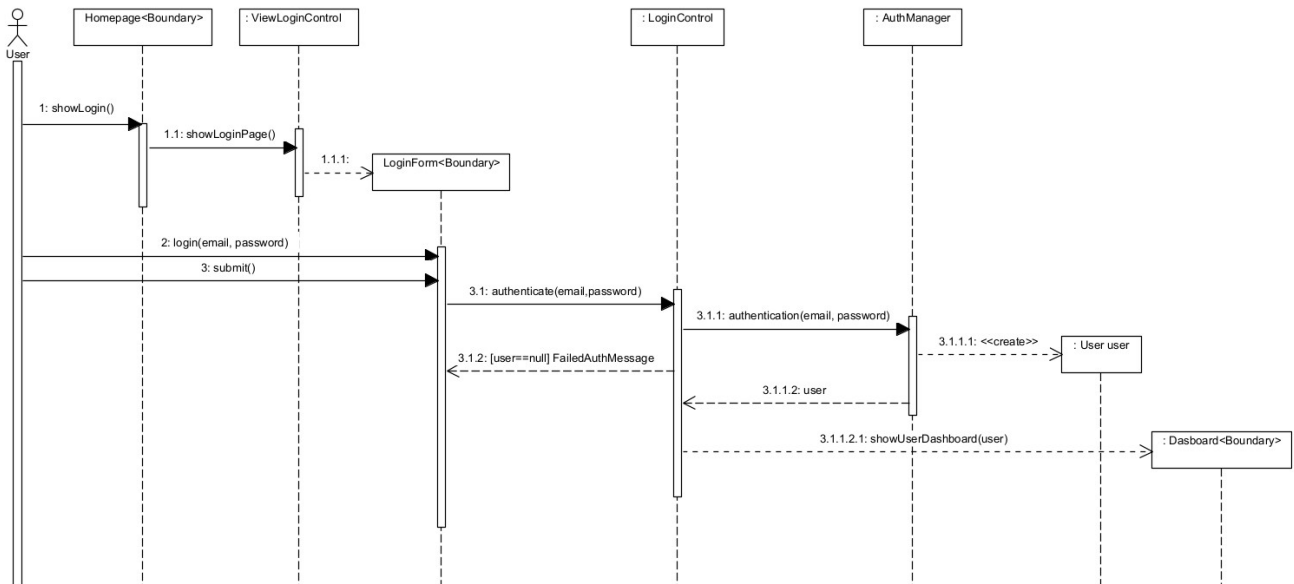 Homepage<Boundary>
: ViewLoginControl
: LoginControl
: AuthManager
User
1: showLogin()
1.1: showLoginPage()
1.1.1:
LoginForm<Boundary>
2: login(email, password)
3: submit()
3.1: authenticate(email,password)
3.1.1: authentication(email, password)
3.1.1.1: <<create>>
: User user
3.1.2: [user==null] FailedAuthMessage
3.1.1.2: user
3.1.1.2.1: showUserDashboard(user)
: Dasboard<Boundary>